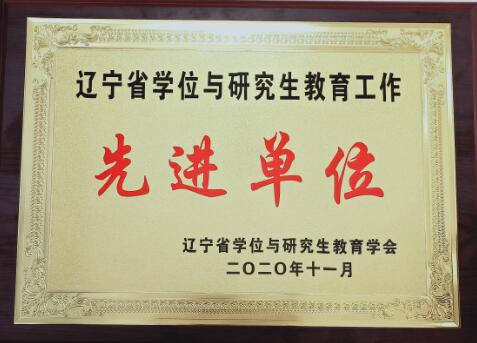 辽宁省学位与研究生教育工作
先进单位
辽宁省学位与研究生教育学会
二〇二〇年十一月